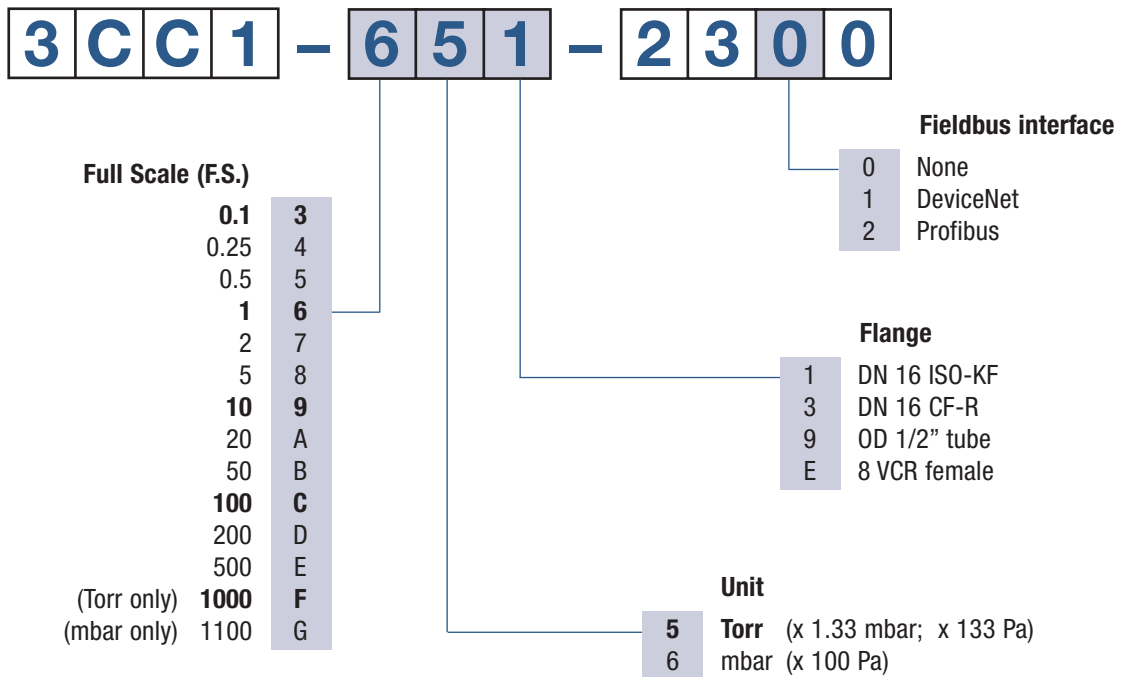 3CC1 – 651 – 2300
Fieldbus interface
0 None
1 DeviceNet
2 Profibus
Full Scale (F.S.)
0.1 3
0.25 4
0.5 5
1 6
2 7
5 8
10 9
20 A
50 B
100 C
200 D
500 E
(Torr only) 1000 F
(mbar only) 1100 G
Flange
1 DN 16 ISO-KF
3 DN 16 CF-R
9 OD 1/2” tube
E 8 VCR female
Unit
5 Torr (x 1.33 mbar; x 133 Pa)
6 mbar (x 100 Pa)